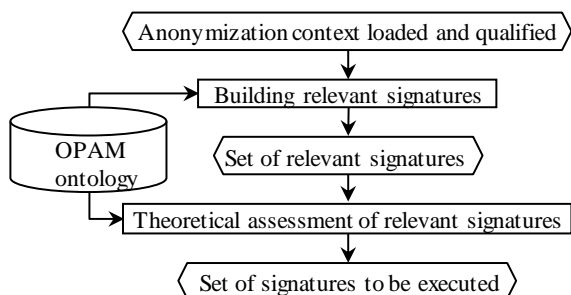 Anonymization context loaded and qualified
Building relevant signatures
OPAM
ontology
Set of relevant signatures
Theoretical assessment of relevant signatures
Set of signatures to be executed